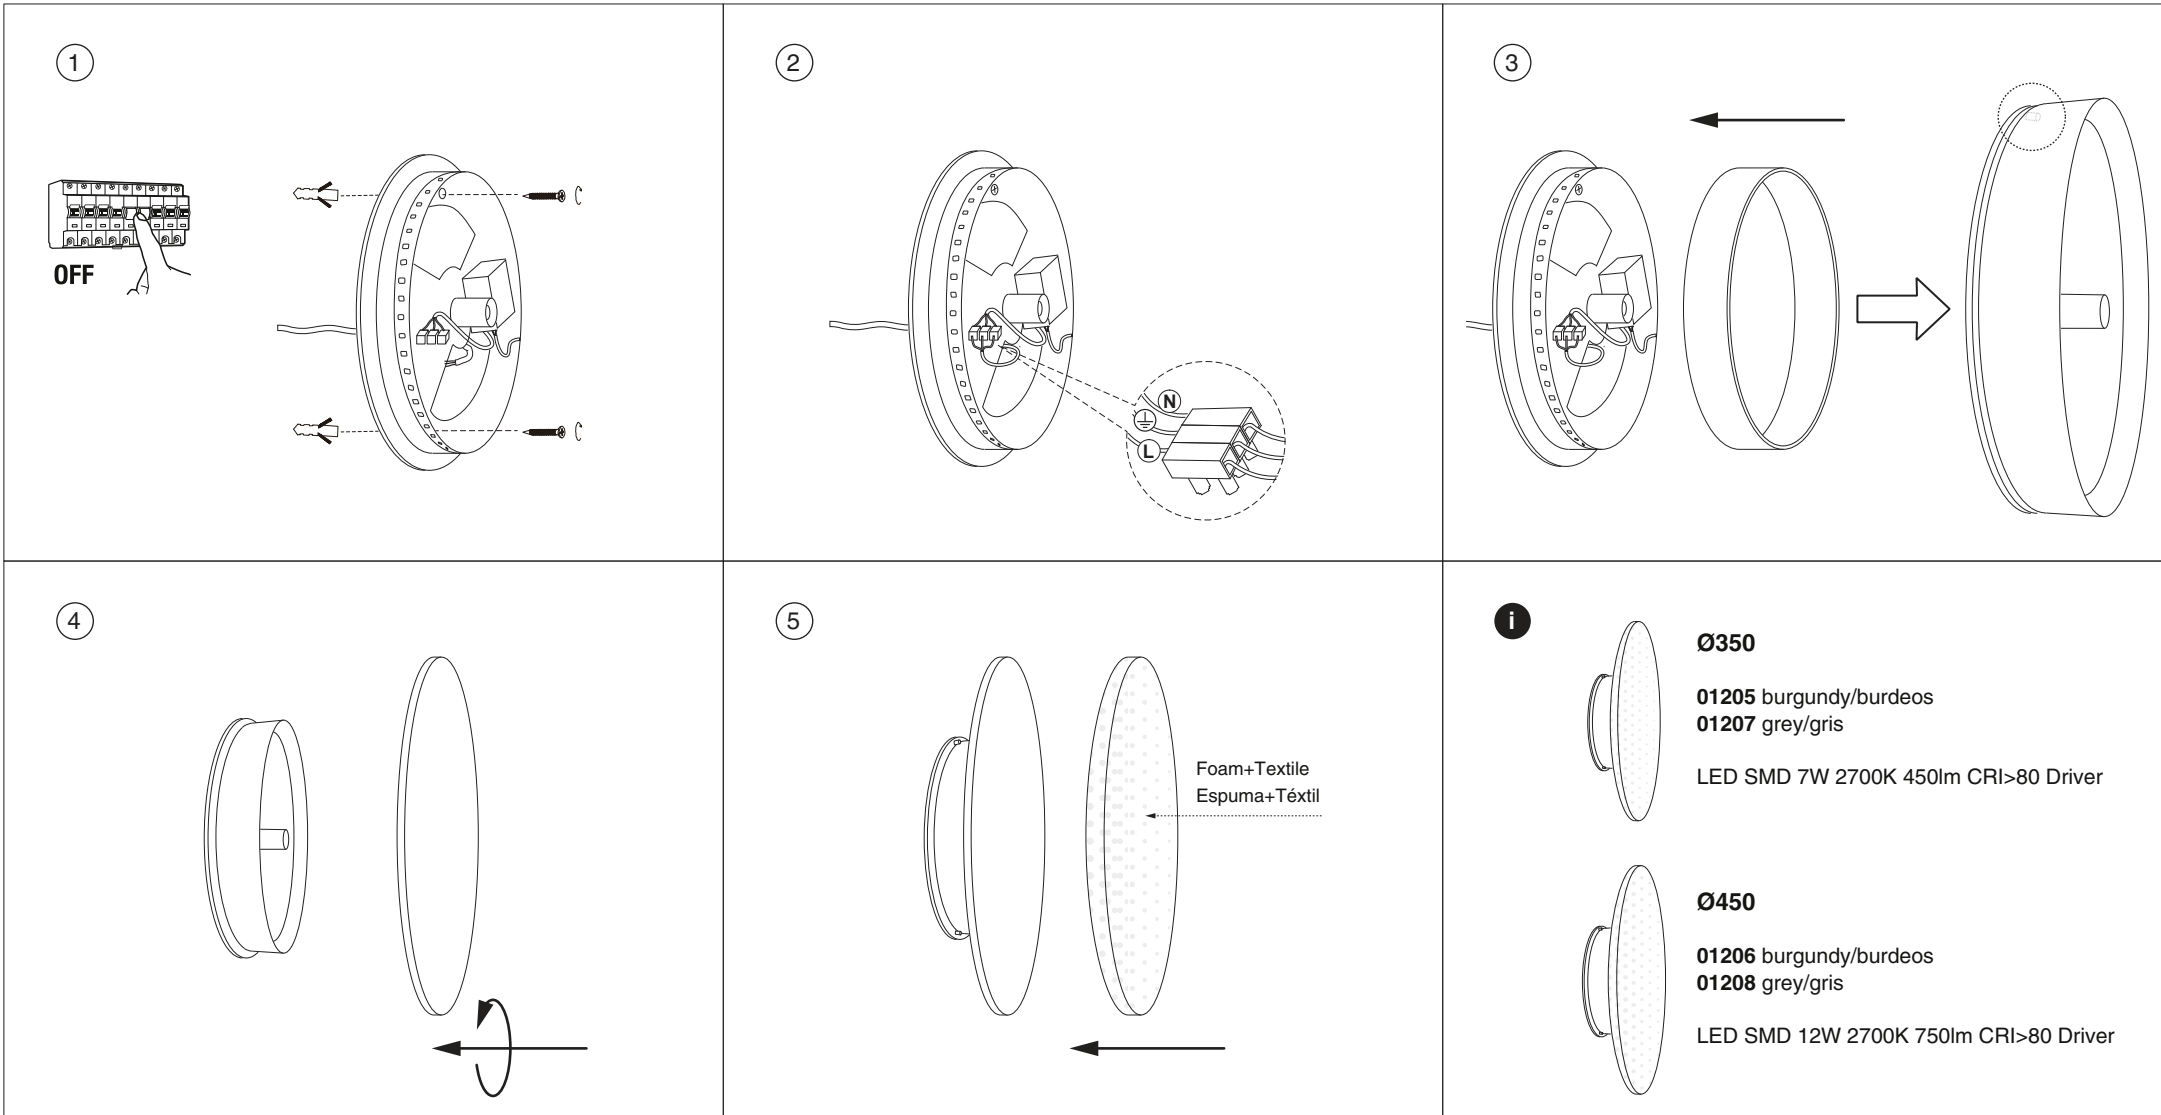 1
OFF
2
N
L
3
4
5
Foam+Textile
Espuma+Téxtil
i
Ø350
01205 burgundy/burdeos
01207 grey/gris
LED SMD 7W 2700K 450lm CRI>80 Driver
Ø450
01206 burgundy/burdeos
01208 grey/gris
LED SMD 12W 2700K 750lm CRI>80 Driver